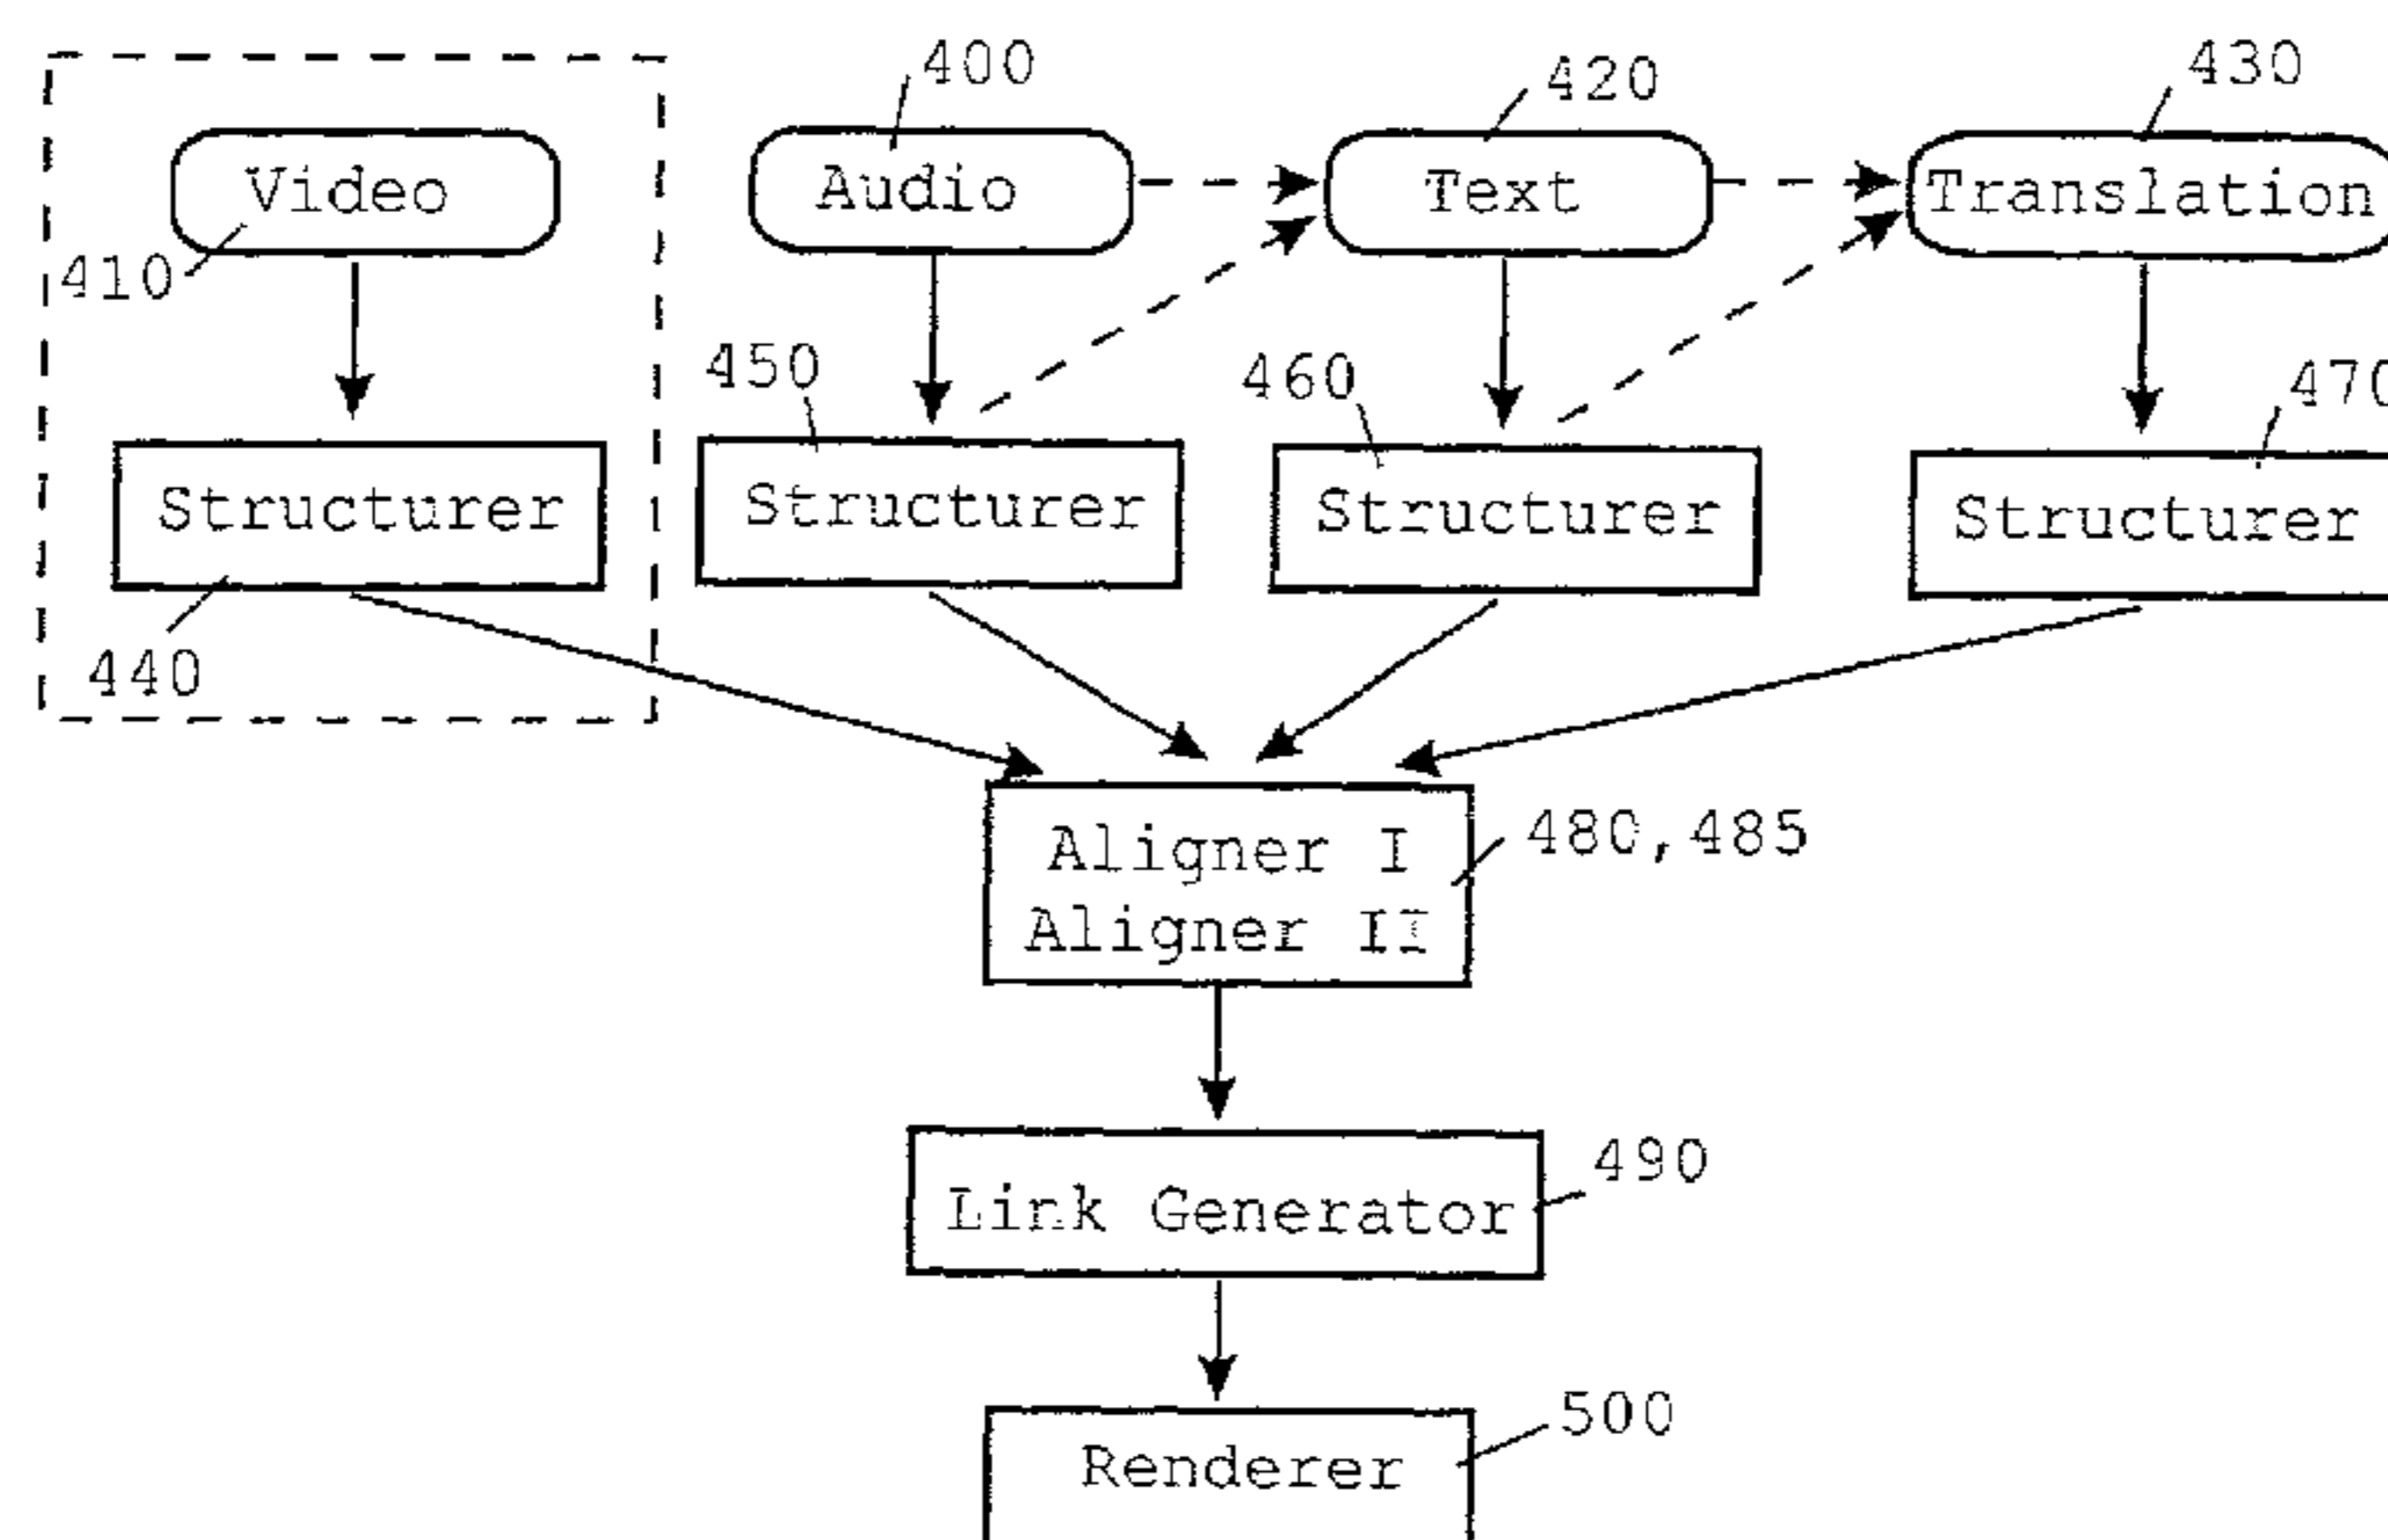 400
420
430
Video
Audio
Text
Translation
410
450
460
470
Structurer
Structurer
Structurer
Structurer
440
Aligner I
480,485
Aligner II
490
Link Generator
500
Renderer